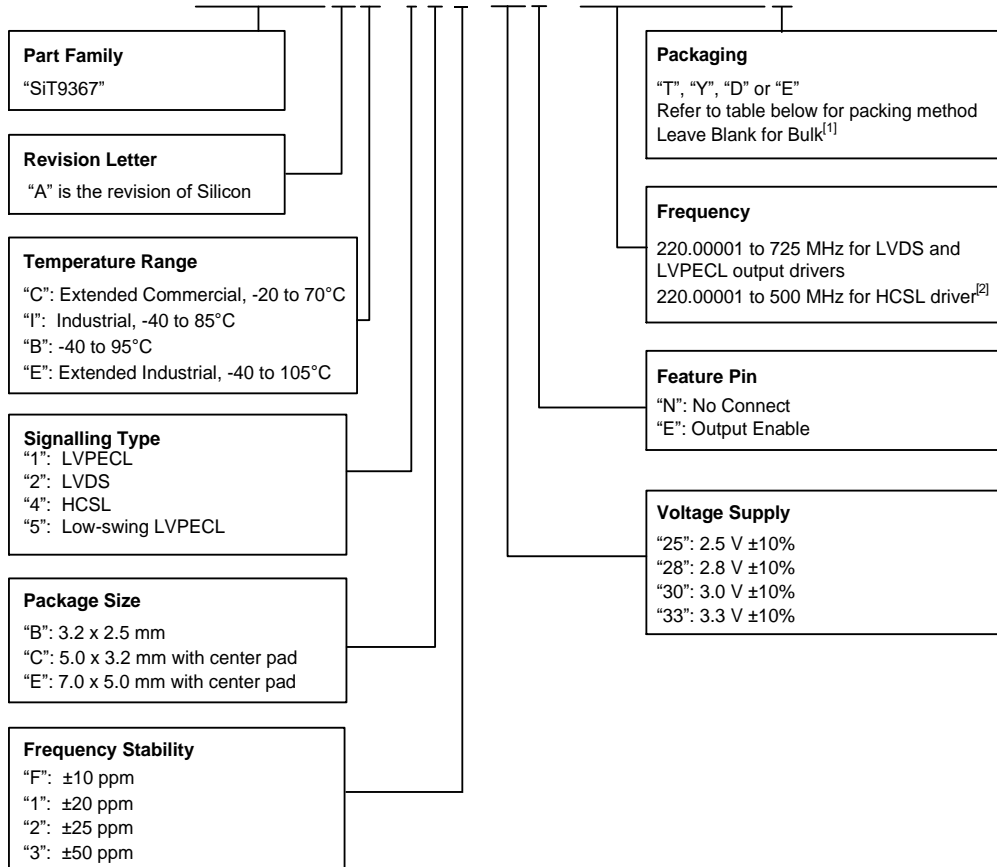 Part Family
“SiT9367”
Revision Letter
“A” is the revision of Silicon
Temperature Range
“C”: Extended Commercial, -20 to 70°C
“I”: Industrial, -40 to 85°C
“B”: -40 to 95°C
“E”: Extended Industrial, -40 to 105°C
Signalling Type
“1”: LVPECL
“2”: LVDS
“4”: HCSL
“5”: Low-swing LVPECL
Package Size
“B”: 3.2 x 2.5 mm
“C”: 5.0 x 3.2 mm with center pad
“E”: 7.0 x 5.0 mm with center pad
Frequency Stability
“F”: ±10 ppm
“1”: ±20 ppm
“2”: ±25 ppm
“3”: ±50 ppm
Packaging
“T”, “Y”, “D” or “E”
Refer to table below for packing method
Leave Blank for Bulk[1]
Frequency
220.00001 to 725 MHz for LVDS and
LVPECL output drivers
220.00001 to 500 MHz for HCSL driver[2]
Feature Pin
“N”: No Connect
“E”: Output Enable
Voltage Supply
“25”: 2.5 V ±10%
“28”: 2.8 V ±10%
“30”: 3.0 V ±10%
“33”: 3.3 V ±10%